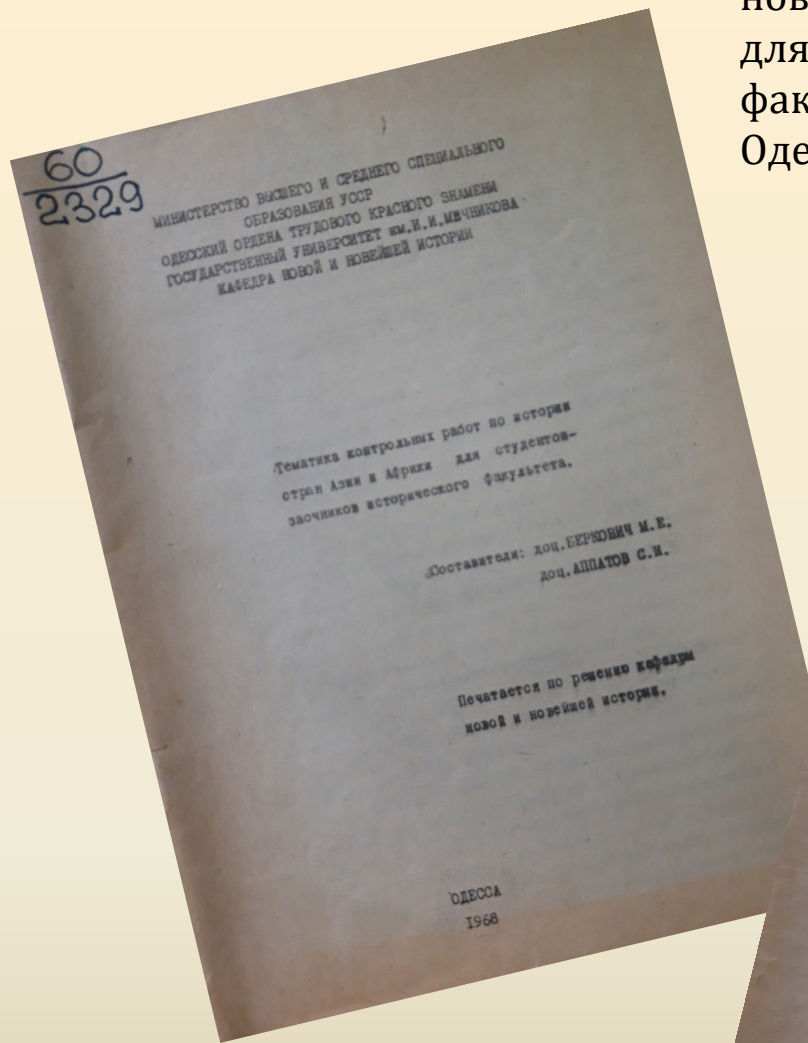 нов
для
фак
Оде
60
2329
МИНИСТЕРСТВО ВЫСШЕГО И СРЕДНЕГО СПЕЦИАЛЬНОГО
ОБРАЗОВАНИЯ УССР
ОДЕССКИЙ ОРДЕНА ТРУДОВОГО КРАСНОГО ЗНАМЕНИ
ГОСУДАРСТВЕННЫЙ УНИВЕРСИТЕТ им.И.И.МЕЧНИКОВА
КАФЕДРА НОВОЙ И НОВЕЙШЕЙ ИСТОРИИ
Тематика контрольных работ по истории
стран Азии и Африки для студентов-
заочников исторического факультета.
Составители: доц.БЕРКОВИЧ М.Е.
доц.АППАТОВ С.И.
Печатается по решению кафедры
новой и новейшей истории.
ОДЕССА
1968